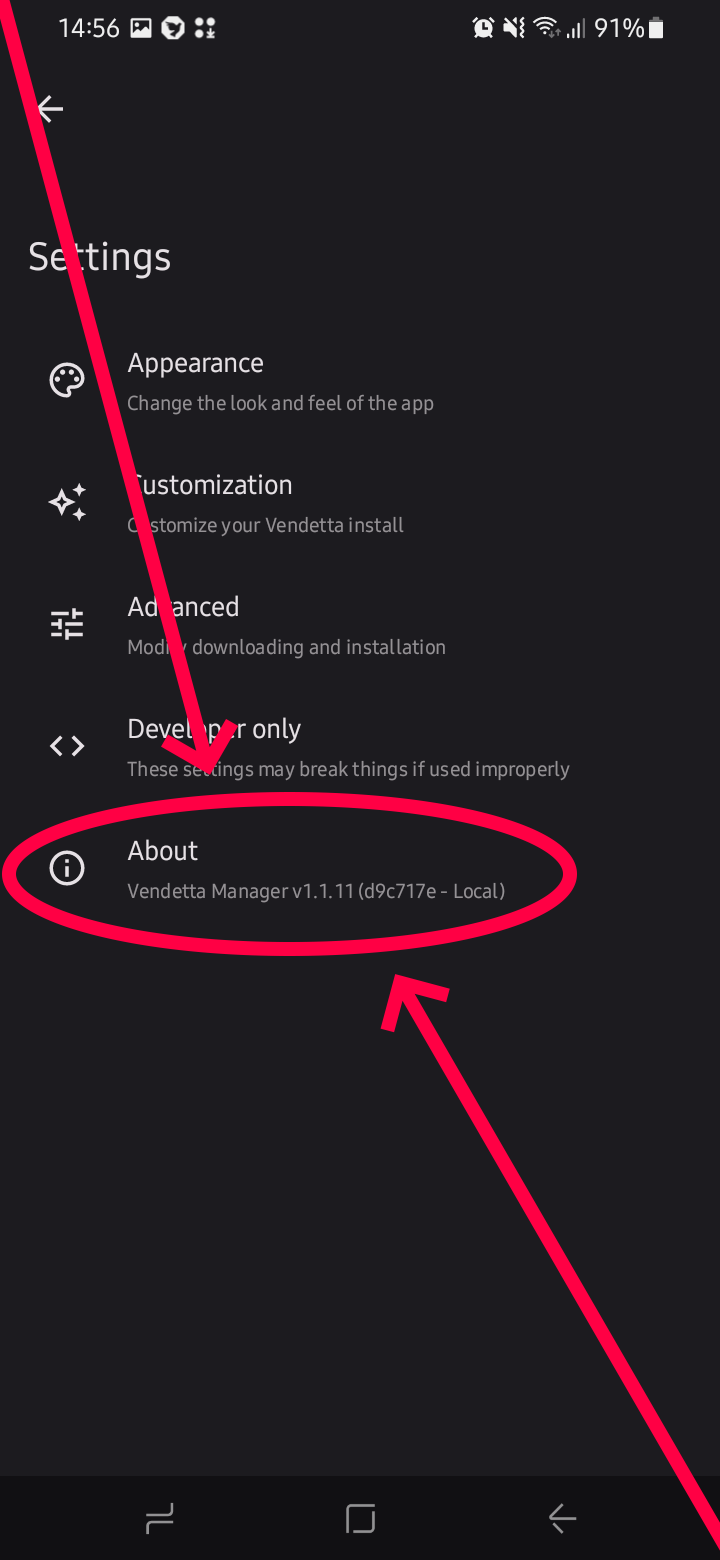 14:56 91%
Settings
Appearance
Change the look and feel of the app
Customization
Customize your Vendetta install
Advanced
Modify downloading and installation
Developer only
These settings may break things if used improperly
About
Vendetta Manager v1.1.11 (d9c717e - Local)